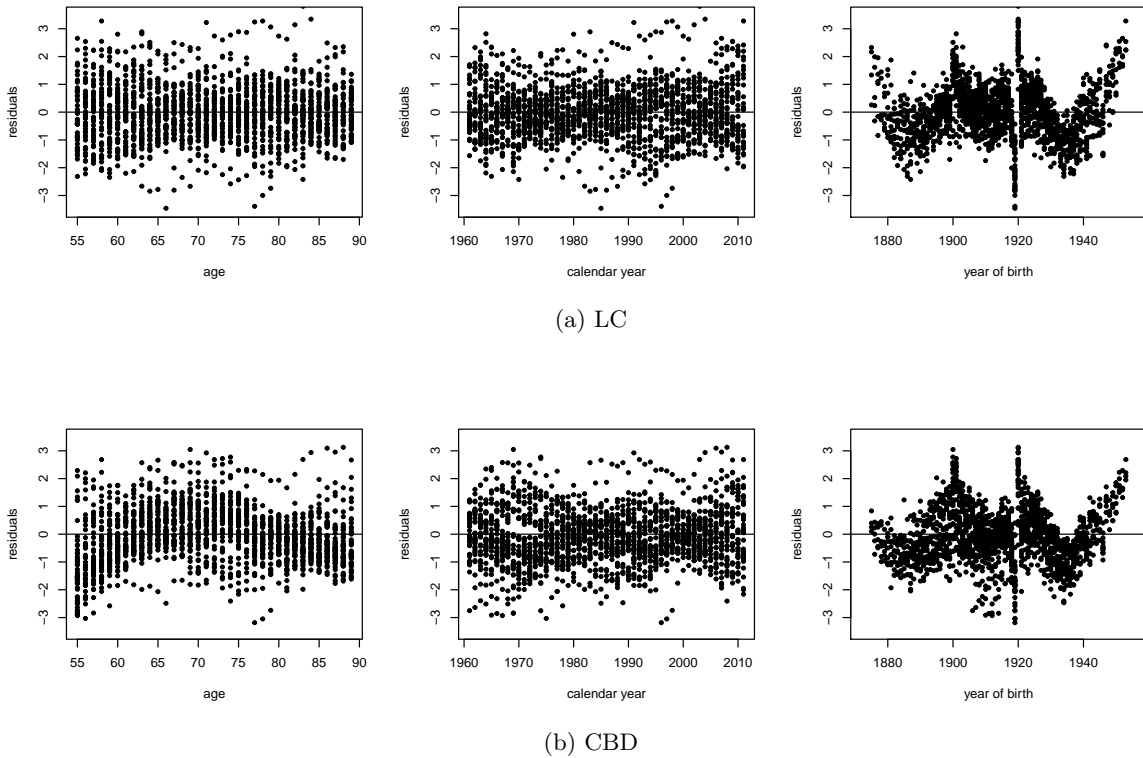 residuals
−3 −2 −1 0 1 2 3
55 60 65 70 75 80 85 90
age
residuals
−3 −2 −1 0 1 2 3
1960 1970 1980 1990 2000 2010
calendar year
residuals
−3 −2 −1 0 1 2 3
1880 1900 1920 1940
year of birth
(a) LC
residuals
−3 −2 −1 0 1 2 3
55 60 65 70 75 80 85 90
age
residuals
−3 −2 −1 0 1 2 3
1960 1970 1980 1990 2000 2010
calendar year
residuals
−3 −2 −1 0 1 2 3
1880 1900 1920 1940
year of birth
(b) CBD